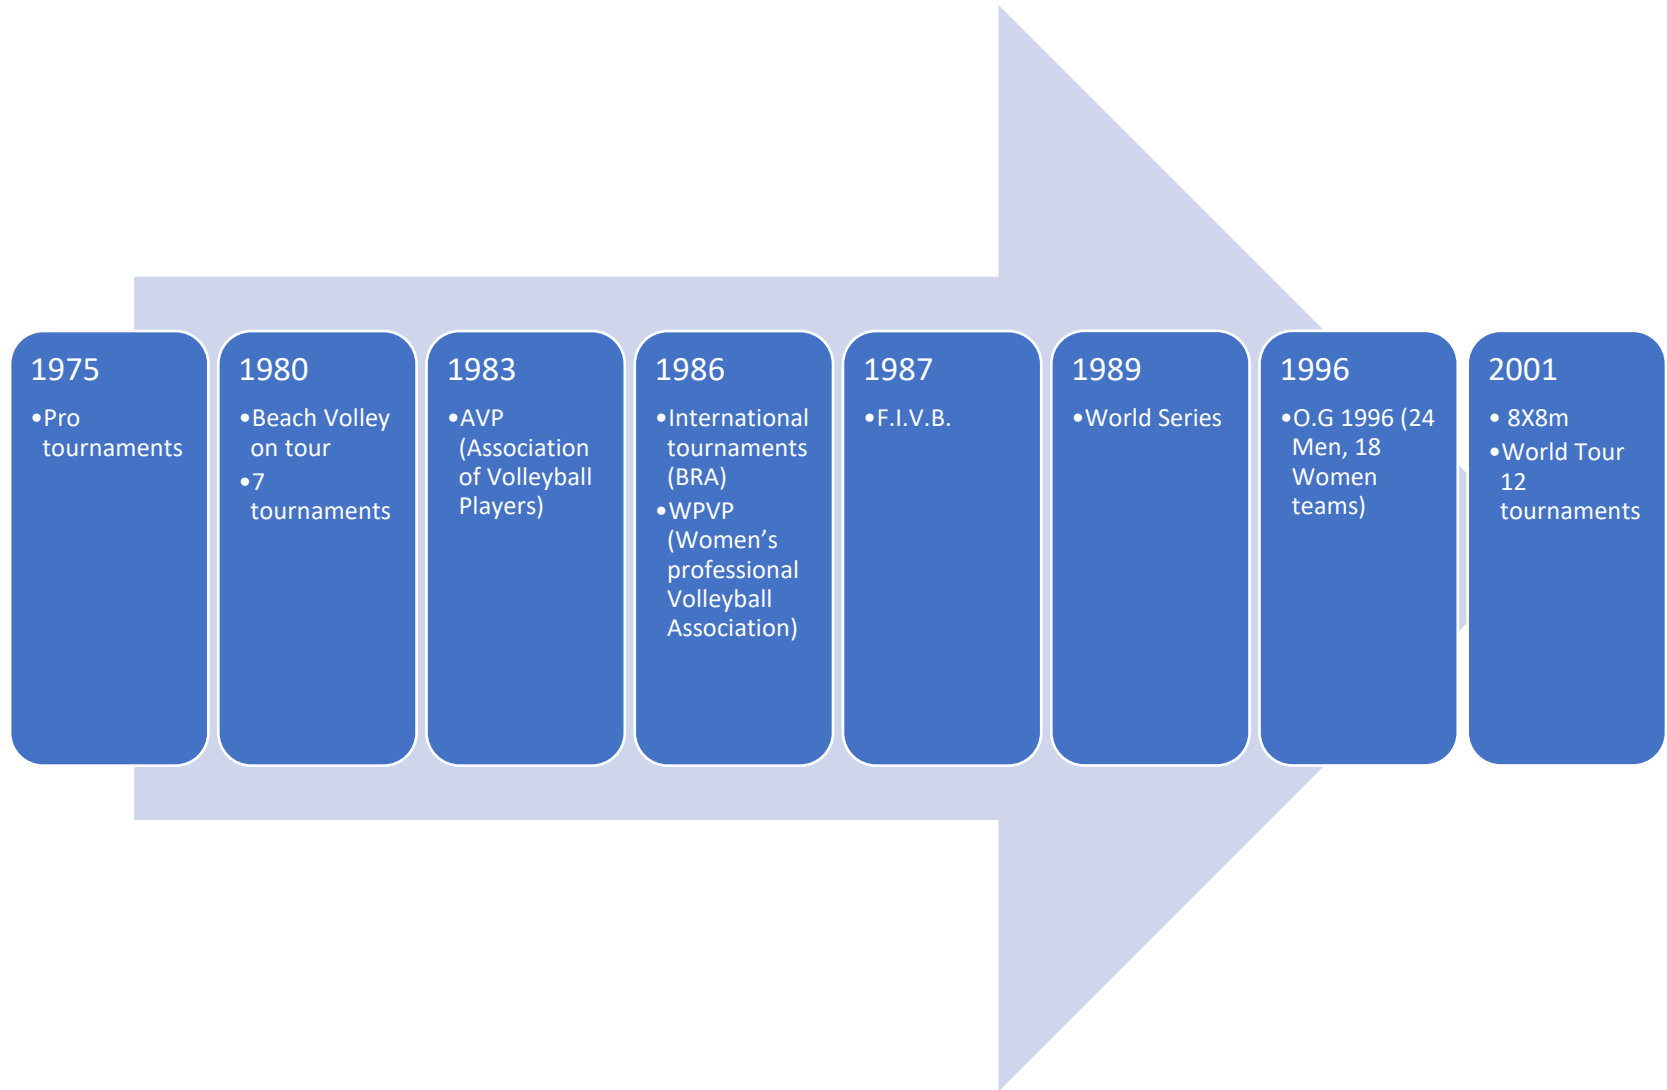 1975
•Pro
tournaments
1980
•Beach Volley
on tour
•7
tournaments
1983
•AVP
(Association
of Volleyball
Players)
1986
•International
tournaments
(BRA)
•WPVP
(Women’s
professional
Volleyball
Association)
1987
•F.I.V.B.
1989
•World Series
1996
•O.G 1996 (24
Men, 18
Women
teams)
2001
• 8X8m
•World Tour
12
tournaments